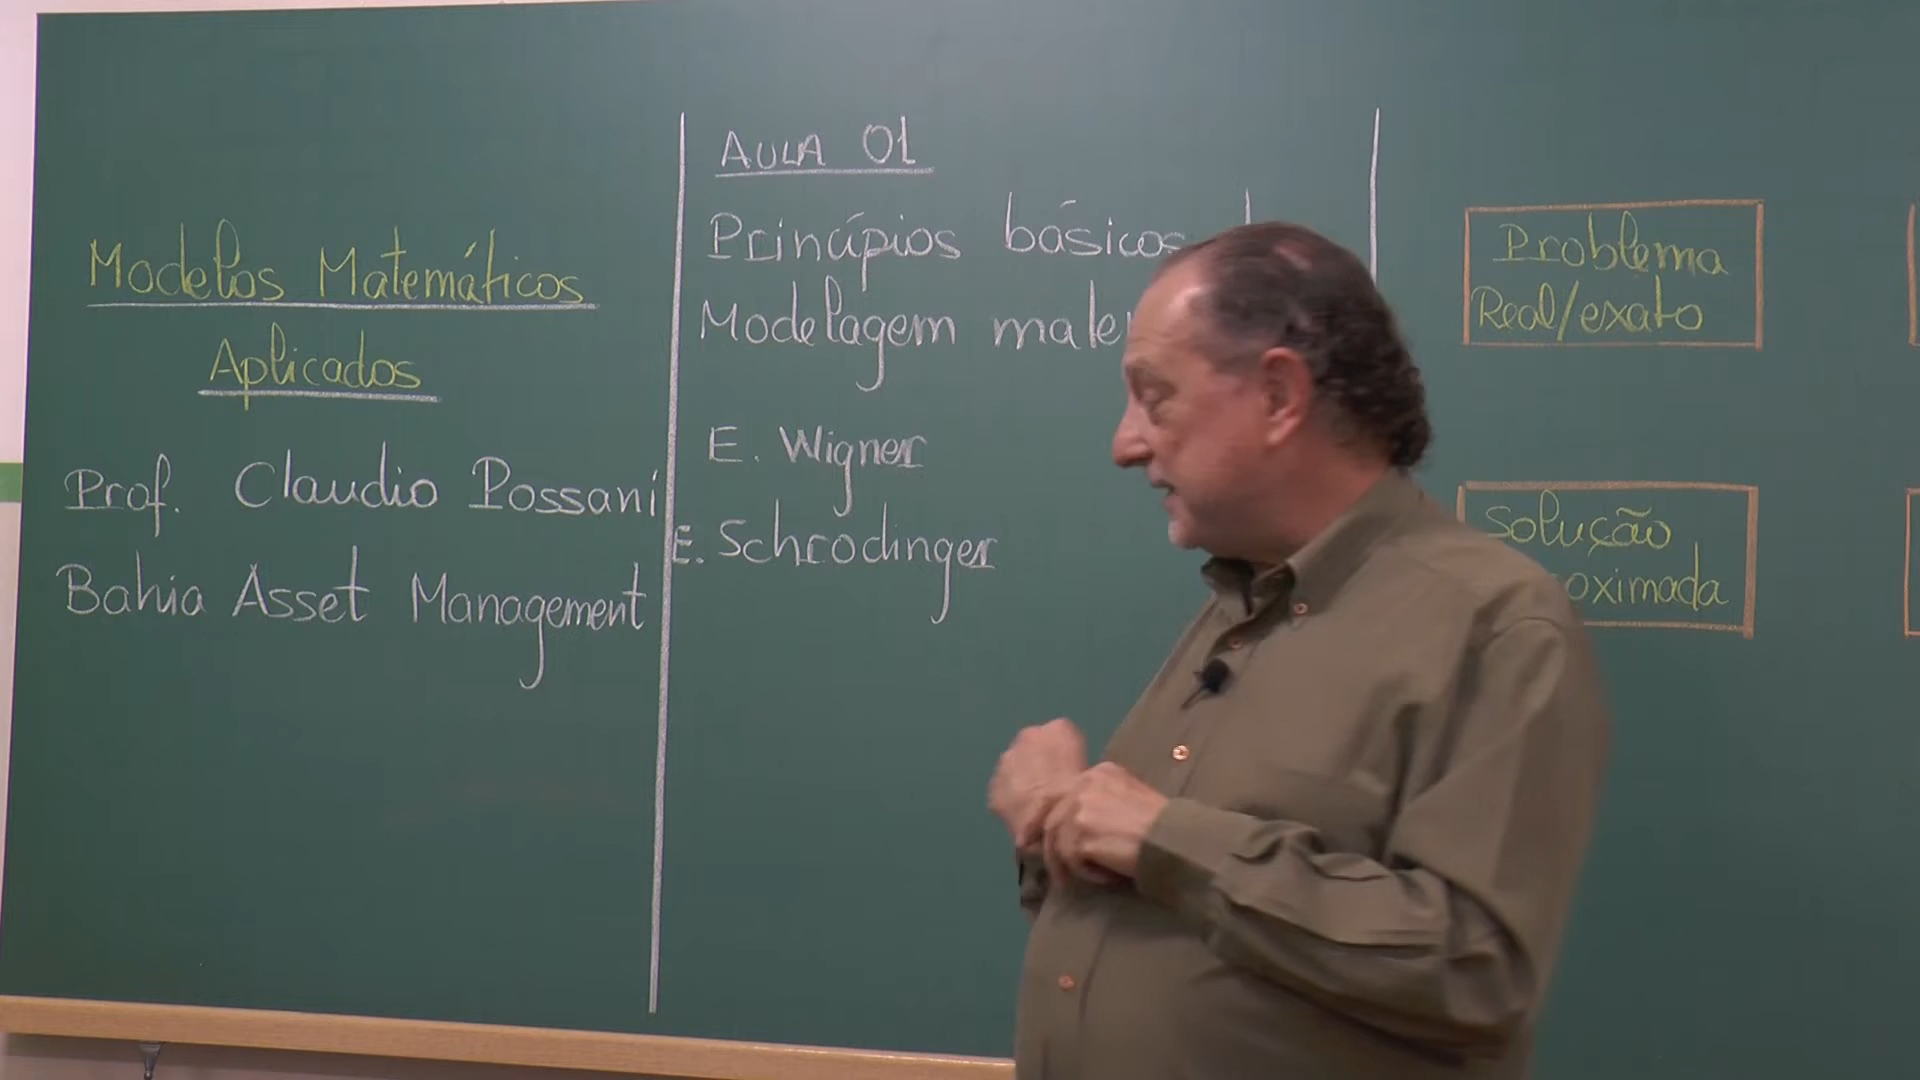 Modelos Matemáticos
Aplicados
Prof. Claudio Possani
Bahia Asset Management
AULA 01
Princípios básicos
Modelagem
E. Wigner
E. Schrodinger
Problema
Real/exato
Solução